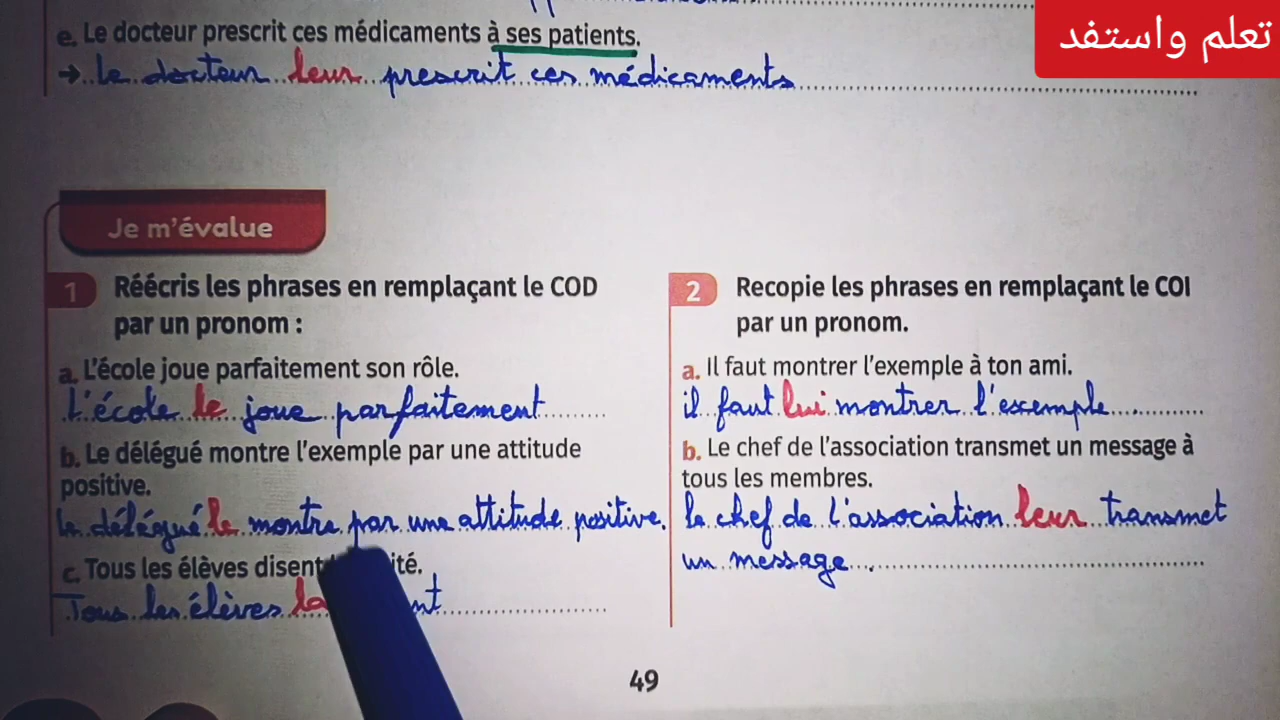 تعلم واستفد
e. Le docteur prescrit ces médicaments à ses patients.
→ le docteur leur prescrit ces médicaments
Je m'évalue
1 Réécris les phrases en remplaçant le COD
par un pronom :
a. L'école joue parfaitement son rôle.
L'école le joue parfaitement
b. Le délégué montre l'exemple par une attitude
positive.
le délégué le montre par une attitude positive.
c. Tous les élèves disent
Tous les élèves la
2 Recopie les phrases en remplaçant le COI
par un pronom.
a. Il faut montrer l'exemple à ton ami.
il faut lui montrer l'exemple
b. Le chef de l'association transmet un message à
tous les membres.
le chef de l'association leur transmet
un message.
49